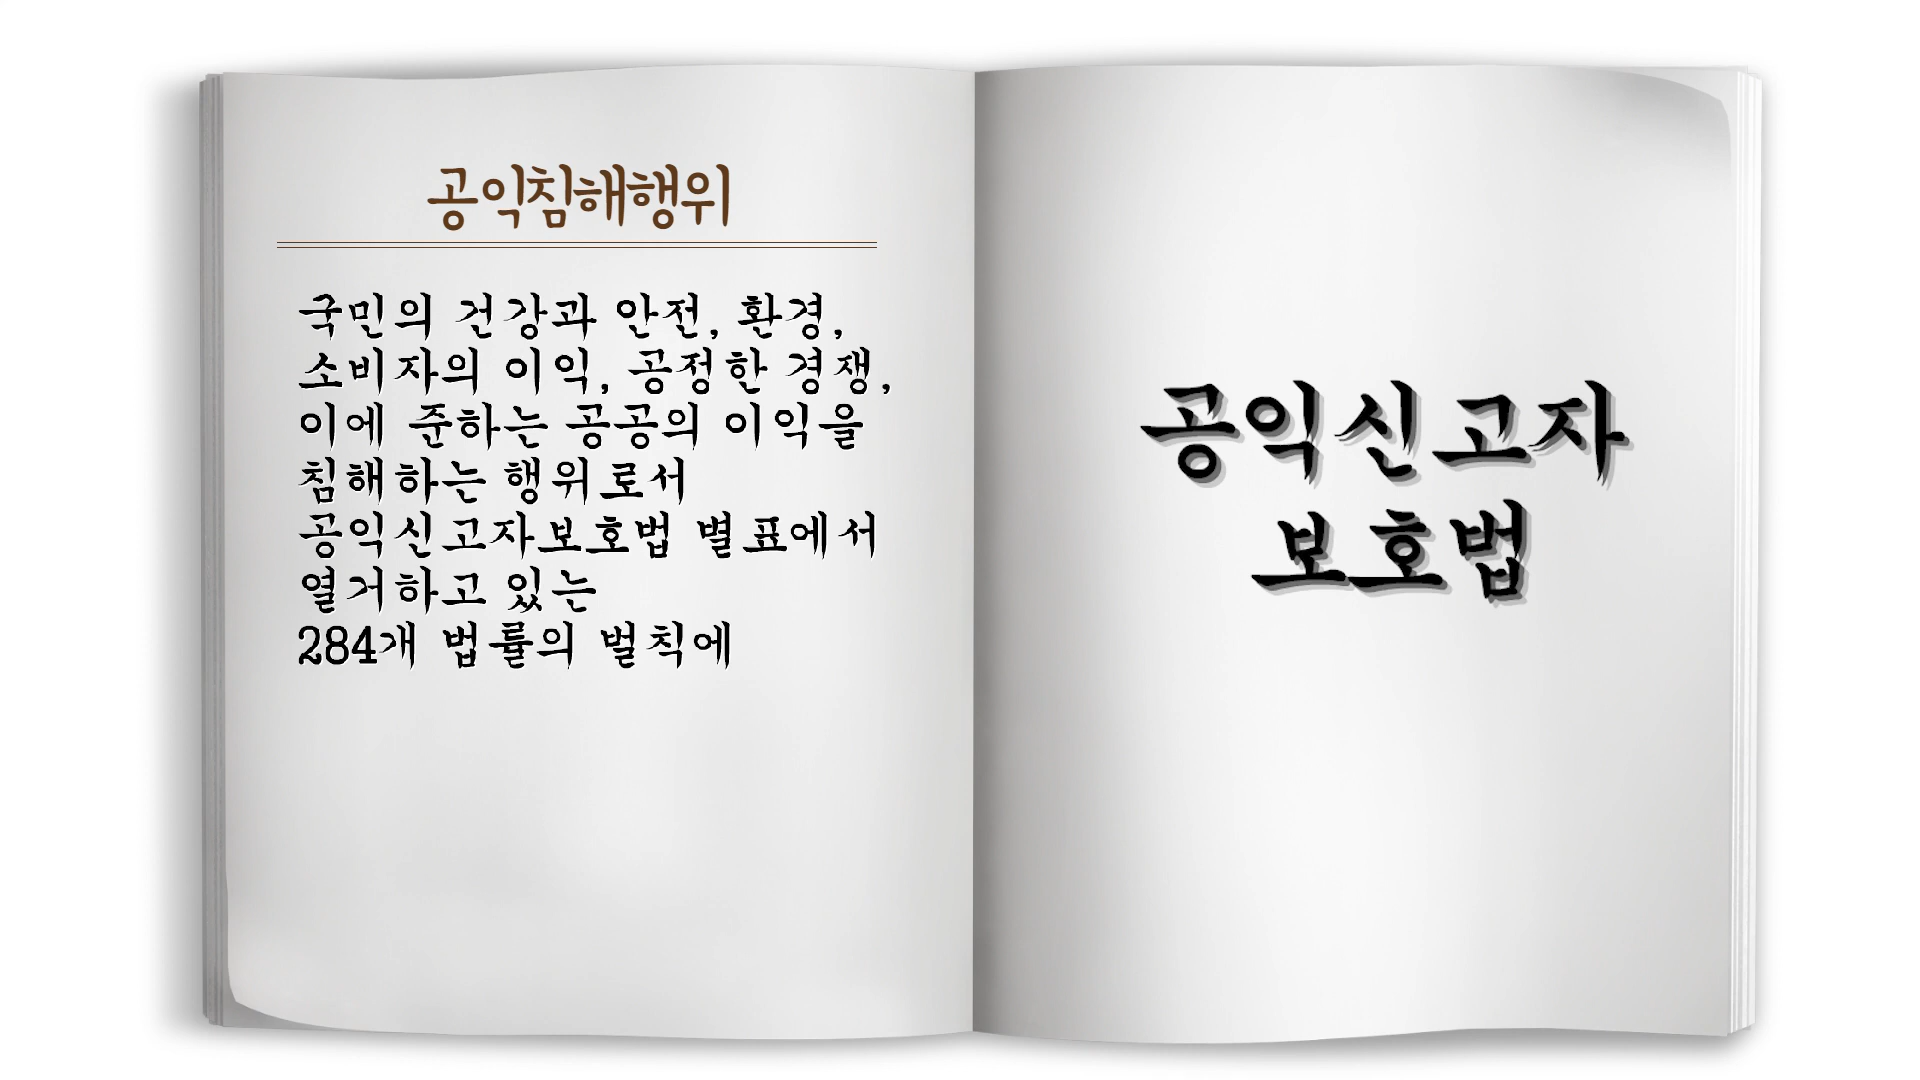 공익침해행위
국민의 건강과 안전, 환경,
소비자의 이익, 공정한 경쟁,
이에 준하는 공공의 이익을
침해하는 행위로서
공익신고자보호법 별표에서
열거하고 있는
284개 법률의 벌칙에
공익신고자
보호법